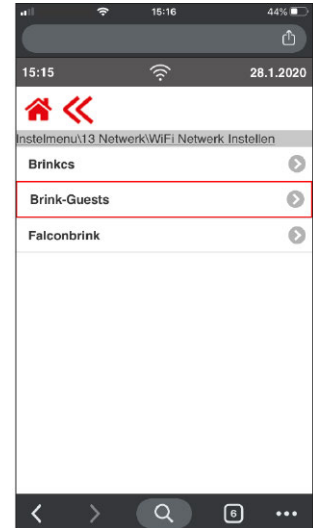 15:16
44%
15:15
28.1.2020
Instelmenu\13 Netwerk\WiFi Netwerk Instellen
Brinkcs
Brink-Guests
Falconbrink
6